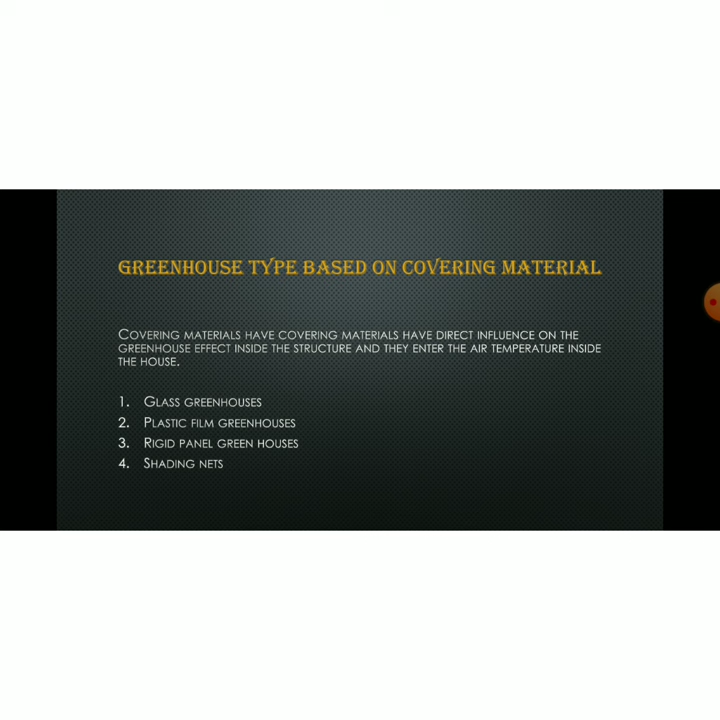 GREENHOUSE TYPE BASED ON COVERING MATERIAL
COVERING MATERIALS HAVE COVERING MATERIALS HAVE DIRECT INFLUENCE ON THE
GREENHOUSE EFFECT INSIDE THE STRUCTURE AND THEY ENTER THE AIR TEMPERATURE INSIDE
THE HOUSE.
1. GLASS GREENHOUSES
2. PLASTIC FILM GREENHOUSES
3. RIGID PANEL GREEN HOUSES
4. SHADING NETS